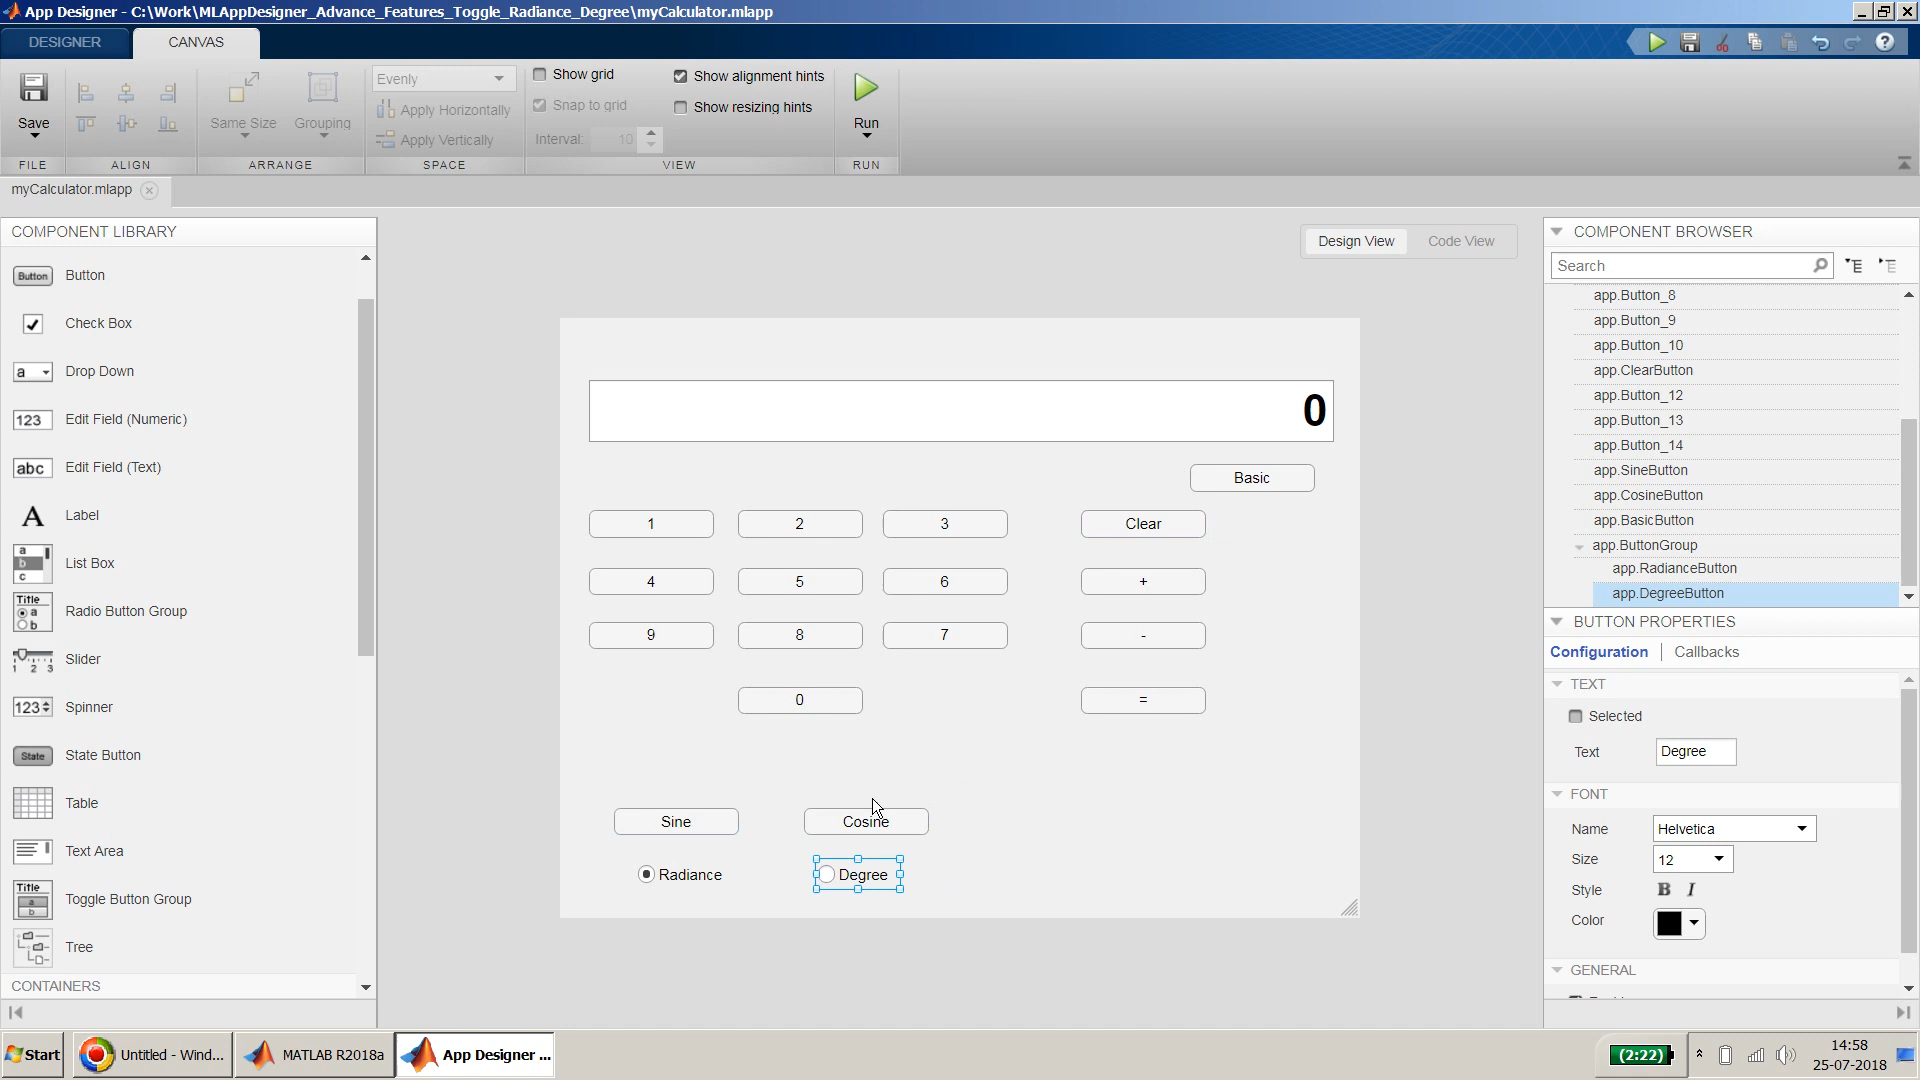 App Designer - C:\Work\MLAppDesigner_Advance_Features_Toggle_Radiance_Degree\myCalculator.mlapp
DESIGNER
CANVAS
Save
Same Size
Grouping
Evenly
Apply Horizontally
Apply Vertically
Show grid
Snap to grid
Interval: 10
Show alignment hints
Show resizing hints
Run
FILE
ALIGN
ARRANGE
SPACE
VIEW
RUN
myCalculator.mlapp
COMPONENT LIBRARY
Button Button
Check Box
a Drop Down
123 Edit Field (Numeric)
abc Edit Field (Text)
A Label
a
b
c
List Box
Title
a
b
Radio Button Group
1 2 3
Slider
123 Spinner
State State Button
Table
Text Area
Title
a
b
Toggle Button Group
Tree
CONTAINERS
Design View
Code View
0
Basic
1
2
3
Clear
4
5
6
+
9
8
7
-
0
=
Sine
Cosine
Radiance
Degree
COMPONENT BROWSER
Search
app.Button_8
app.Button_9
app.Button_10
app.ClearButton
app.Button_12
app.Button_13
app.Button_14
app.SineButton
app.CosineButton
app.BasicButton
app.ButtonGroup
app.RadianceButton
app.DegreeButton
BUTTON PROPERTIES
Configuration
Callbacks
TEXT
Selected
Text Degree
FONT
Name Helvetica
Size 12
Style B I
Color
GENERAL
Start
Untitled - Wind...
MATLAB R2018a
App Designer ...
(2:22)
14:58
25-07-2018